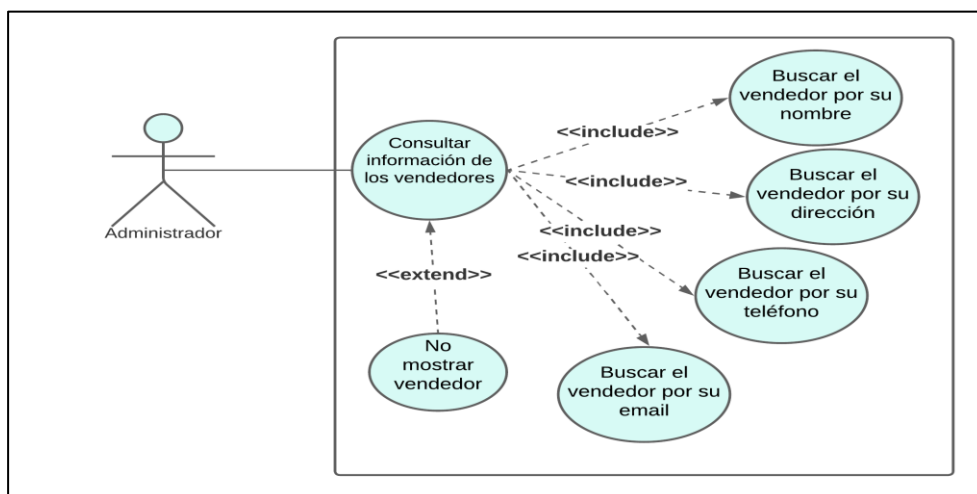 Administrador
Consultar
información de
los vendedores
<<extend>>
No
mostrar
vendedor
<<include>>
<<include>>
<<include>>
<<include>>
Buscar el
vendedor por su
nombre
Buscar el
vendedor por su
dirección
Buscar el
vendedor por su
teléfono
Buscar el
vendedor por su
email